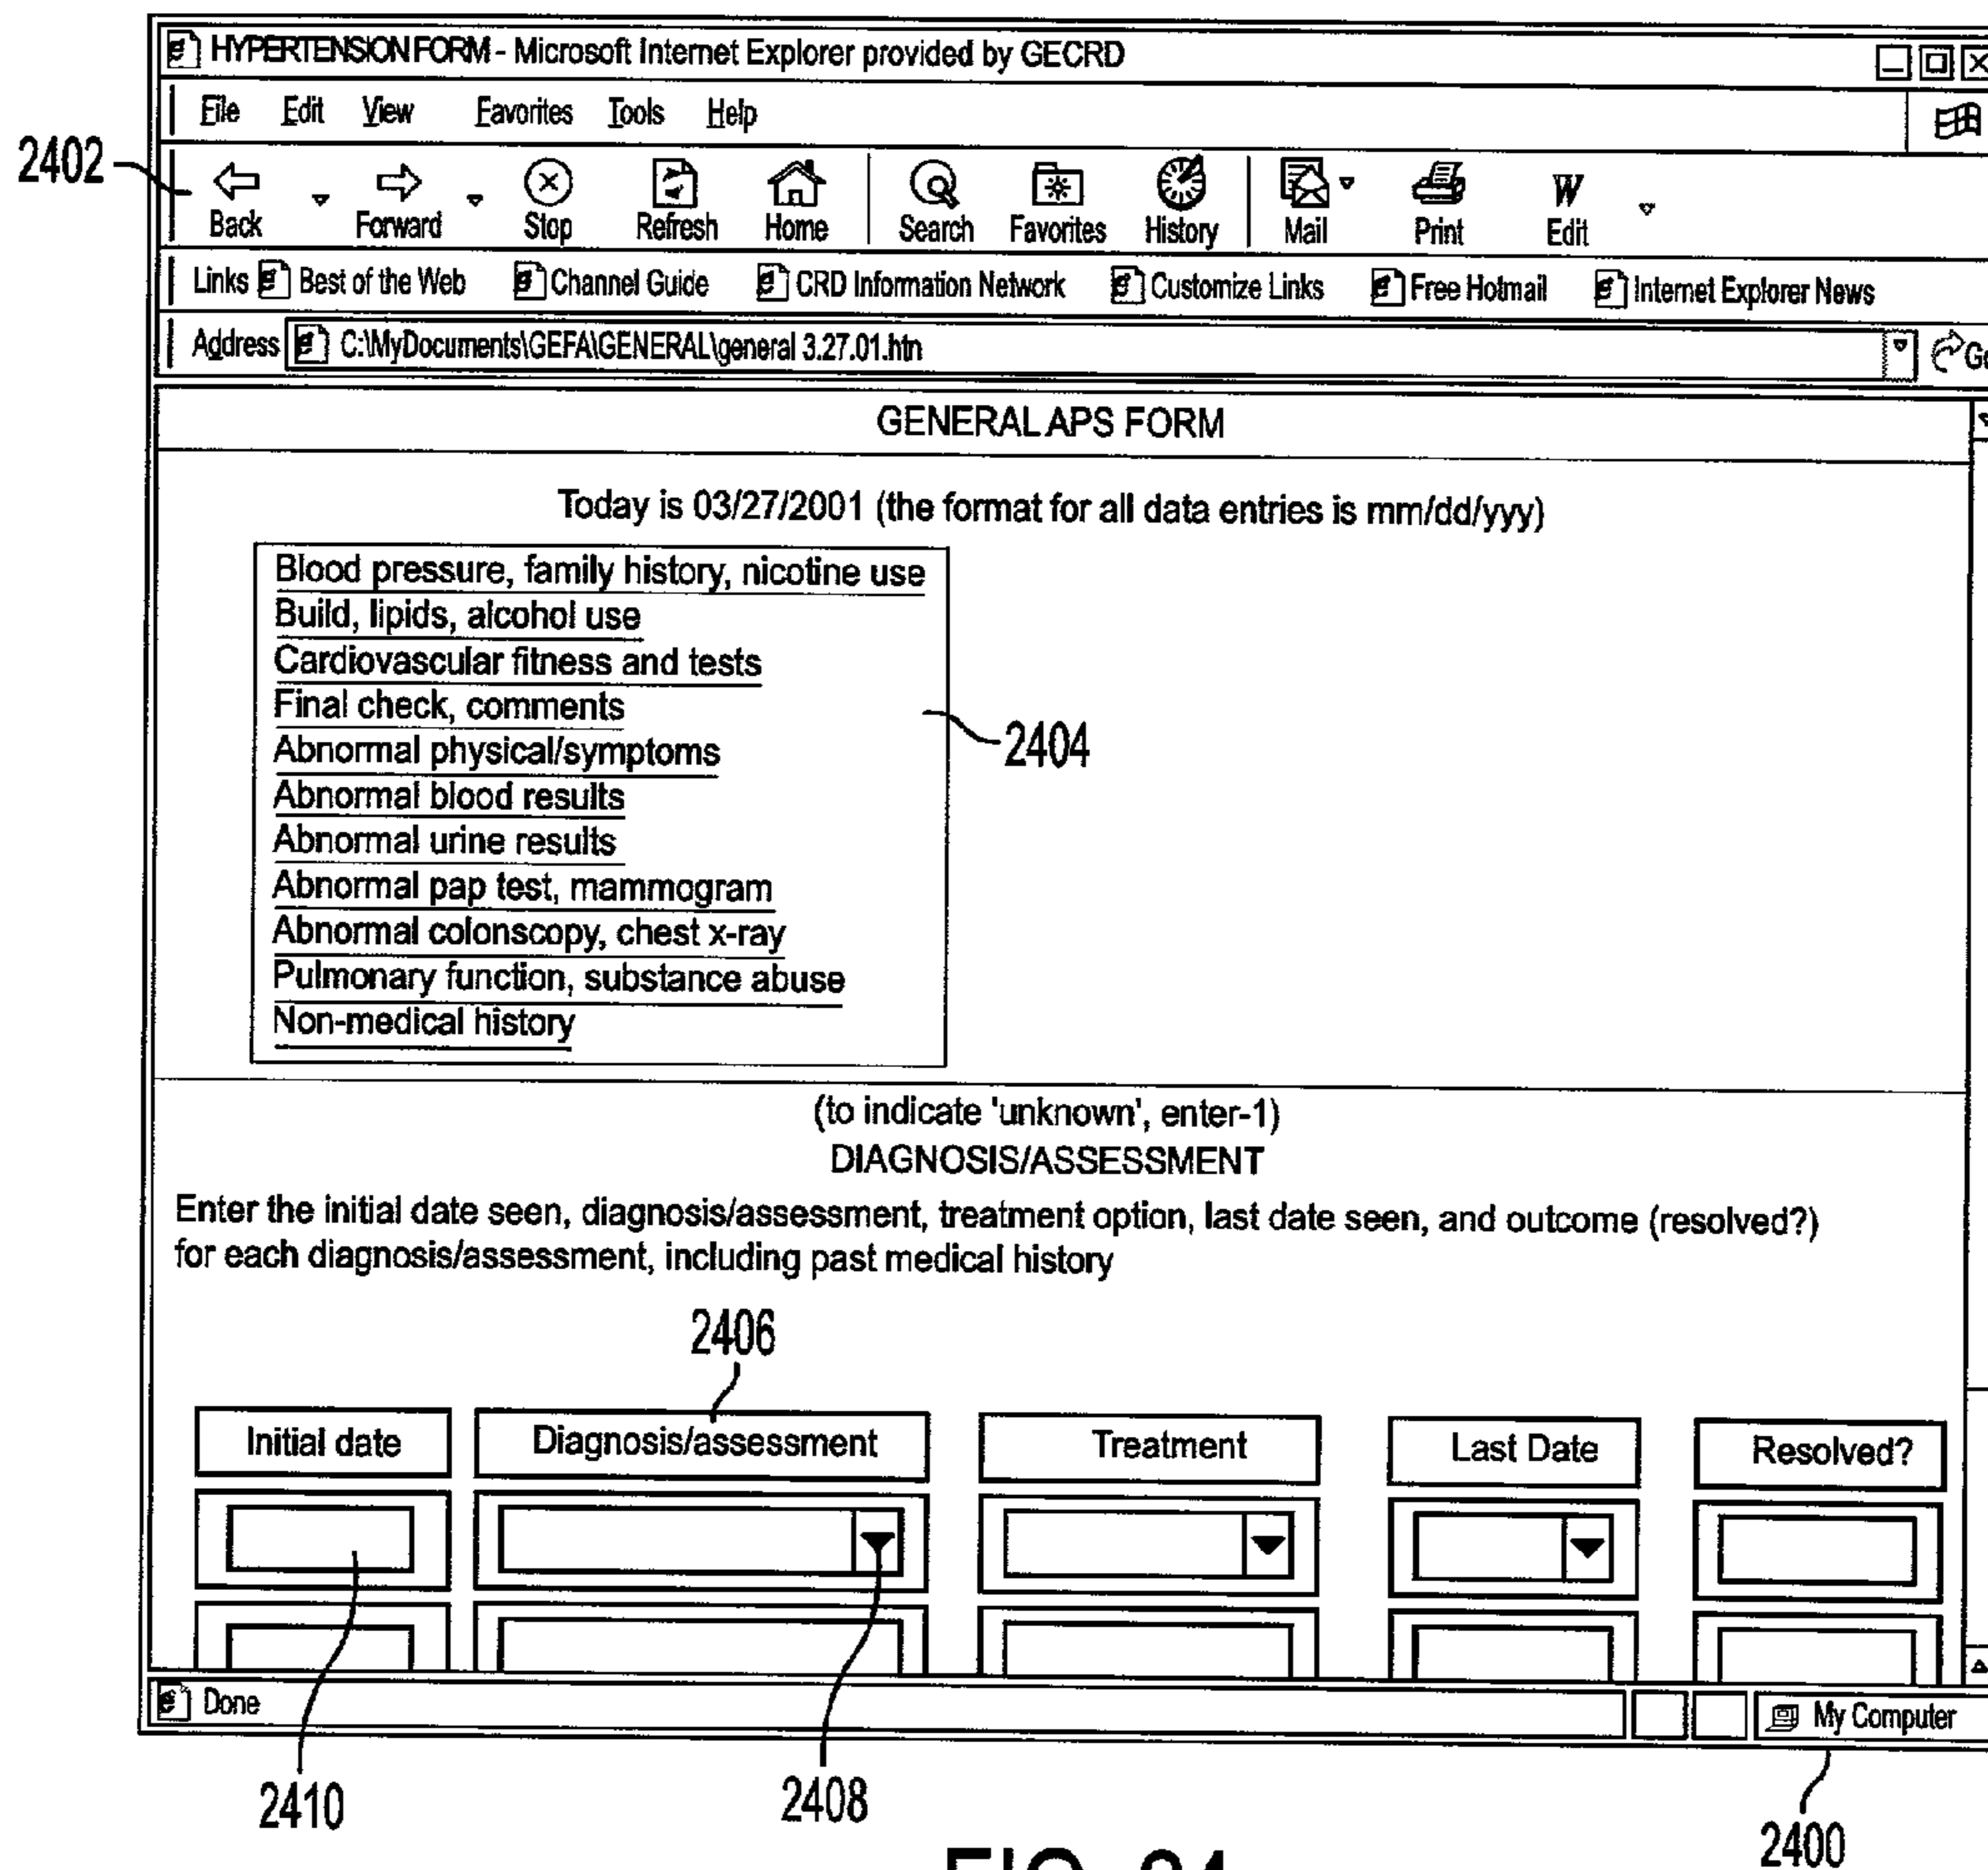 HYPERTENSION FORM - Microsoft Internet Explorer provided by GECRD
File Edit View Favorites Tools Help
2402
Back Forward Stop Refresh Home Search Favorites History Mail Print Edit
Links Best of the Web Channel Guide CRD Information Network Customize Links Free Hotmail Internet Explorer News
Address C:\MyDocuments\GEFA\GENERAL\general 3.27.01.htn
GENERAL APS FORM
Today is 03/27/2001 (the format for all data entries is mm/dd/yyy)
Blood pressure, family history, nicotine use
Build, lipids, alcohol use
Cardiovascular fitness and tests
Final check, comments
2404
Abnormal physical/symptoms
Abnormal blood results
Abnormal urine results
Abnormal pap test, mammogram
Abnormal colonscopy, chest x-ray
Pulmonary function, substance abuse
Non-medical history
(to indicate 'unknown', enter-1)
DIAGNOSIS/ASSESSMENT
Enter the initial date seen, diagnosis/assessment, treatment option, last date seen, and outcome (resolved?)
for each diagnosis/assessment, including past medical history
2406
Initial date Diagnosis/assessment Treatment Last Date Resolved?
Done My Computer
2410 2408 2400